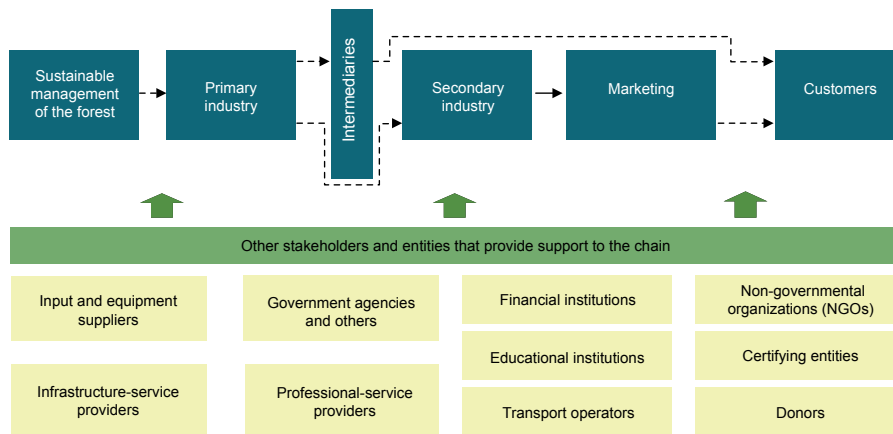 Sustainable
management
of the forest
Primary
industry
Intermediaries
Secondary
industry
Marketing
Customers
Other stakeholders and entities that provide support to the chain
Input and equipment
suppliers
Government agencies
and others
Financial institutions
Non-governmental
organizations (NGOs)
Educational institutions
Certifying entities
Infrastructure-service
providers
Professional-service
providers
Transport operators
Donors